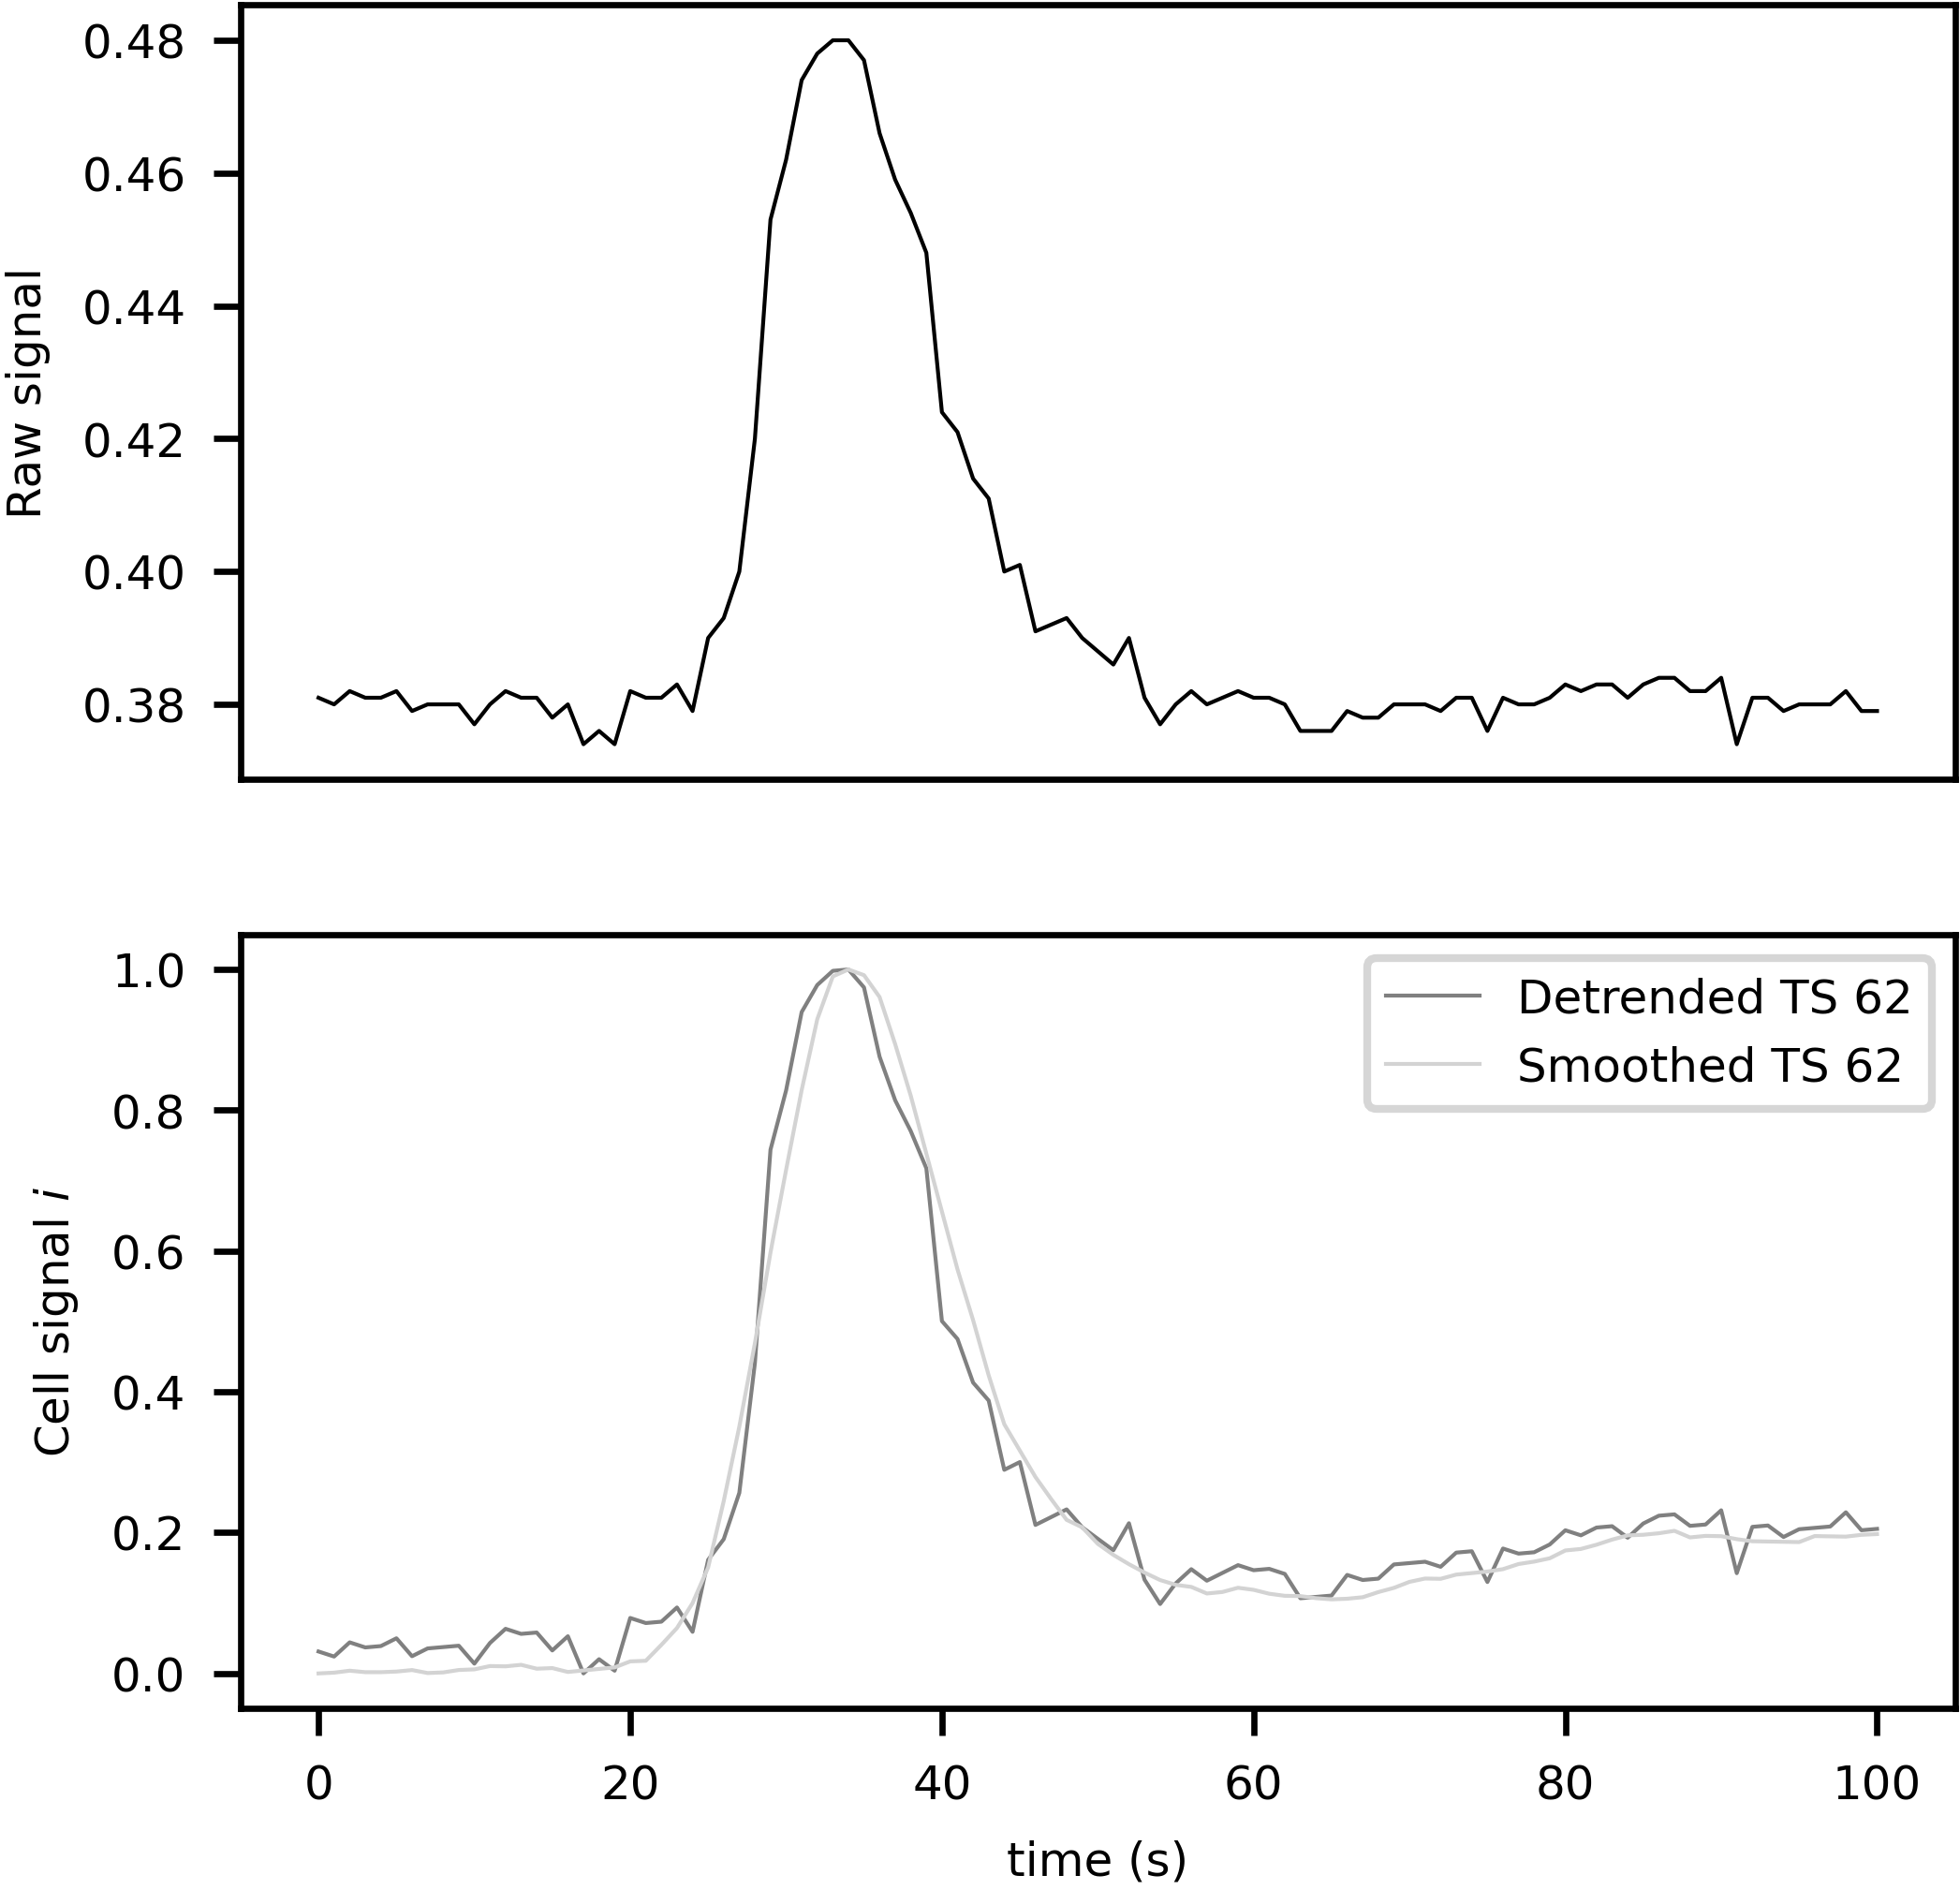 Raw signal
0.48
0.46
0.44
0.42
0.40
0.38
Cell signal i
1.0
0.8
0.6
0.4
0.2
0.0
Detrended TS 62
Smoothed TS 62
0 20 40 60 80 100
time (s)